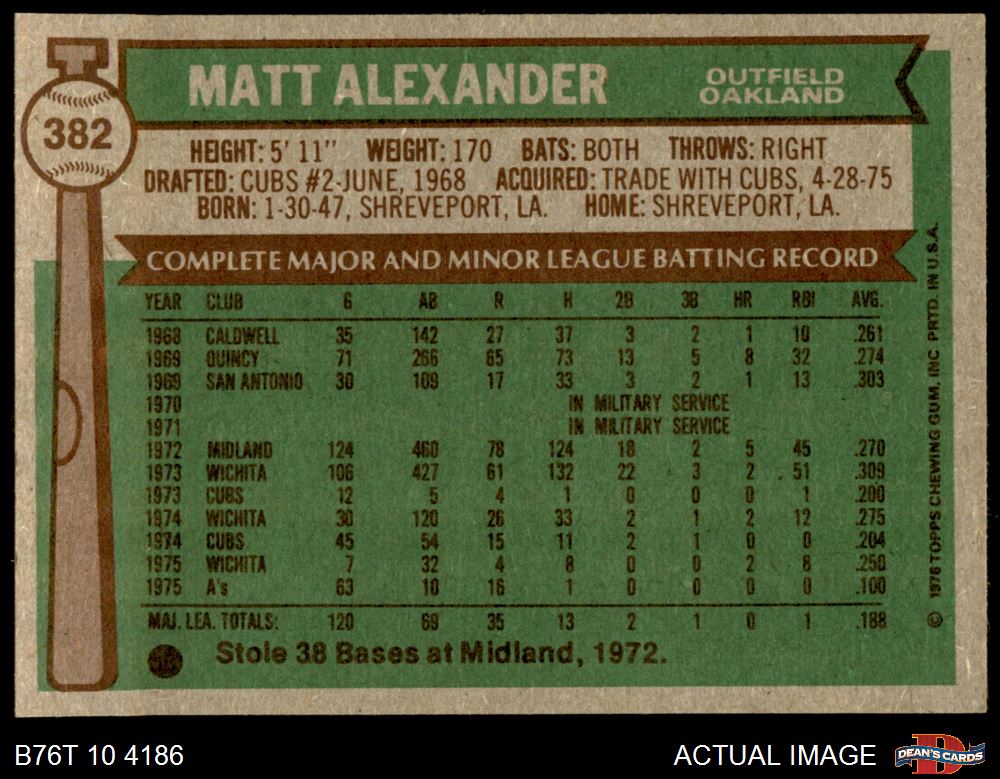 MATT ALEXANDER
OUTFIELD
OAKLAND
382
HEIGHT: 5' 11" WEIGHT: 170 BATS: BOTH THROWS: RIGHT
DRAFTED: CUBS #2-JUNE, 1968 ACQUIRED: TRADE WITH CUBS, 4-28-75
BORN: 1-30-47, SHREVEPORT, LA. HOME: SHREVEPORT, LA.
COMPLETE MAJOR AND MINOR LEAGUE BATTING RECORD
YEAR CLUB G AB R H 2B 3B HR RBI AVG.
1968 CALDWELL 35 142 27 37 3 2 1 10 .261
1969 QUINCY 71 266 65 73 13 5 8 32 .274
1969 SAN ANTONIO 30 109 17 33 3 2 1 13 .303
1970 IN MILITARY SERVICE
1971 IN MILITARY SERVICE
1972 MIDLAND 124 460 78 124 18 2 5 45 .270
1973 WICHITA 106 427 61 132 22 3 2 51 .309
1973 CUBS 12 5 4 1 0 0 0 1 .200
1974 WICHITA 30 120 26 33 2 1 2 12 .275
1974 CUBS 45 54 15 11 2 1 0 0 .204
1975 WICHITA 7 32 4 8 0 0 2 8 .250
1975 A's 63 10 16 1 0 0 0 0 .100
MAJ. LEA. TOTALS: 120 69 35 13 2 1 0 1 .188
Stole 38 Bases at Midland, 1972.
© 1976 TOPPS CHEWING GUM, INC PRTD. IN U.S.A.
B76T 10 4186
ACTUAL IMAGE
DEAN'S CARDS